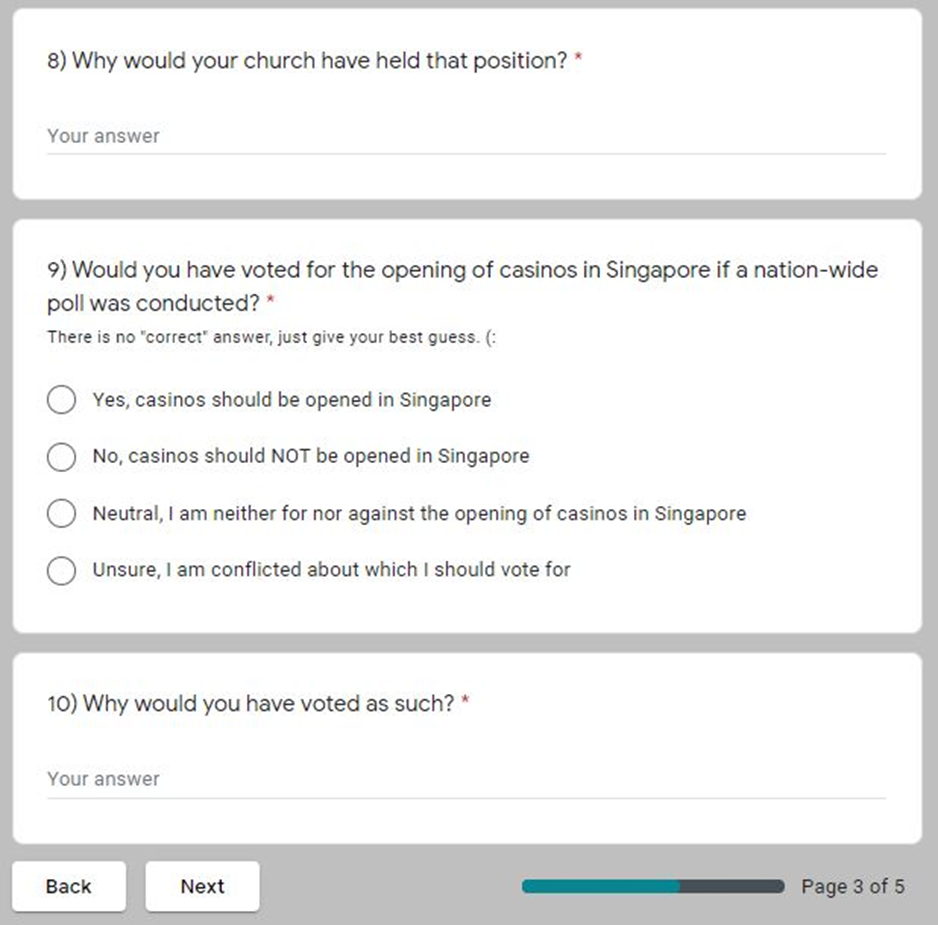 8) Why would your church have held that position? *
Your answer
9) Would you have voted for the opening of casinos in Singapore if a nation-wide
poll was conducted? *
There is no "correct" answer, just give your best guess. (:
Yes, casinos should be opened in Singapore
No, casinos should NOT be opened in Singapore
Neutral, I am neither for nor against the opening of casinos in Singapore
Unsure, I am conflicted about which I should vote for
10) Why would you have voted as such? *
Your answer
Back Next Page 3 of 5